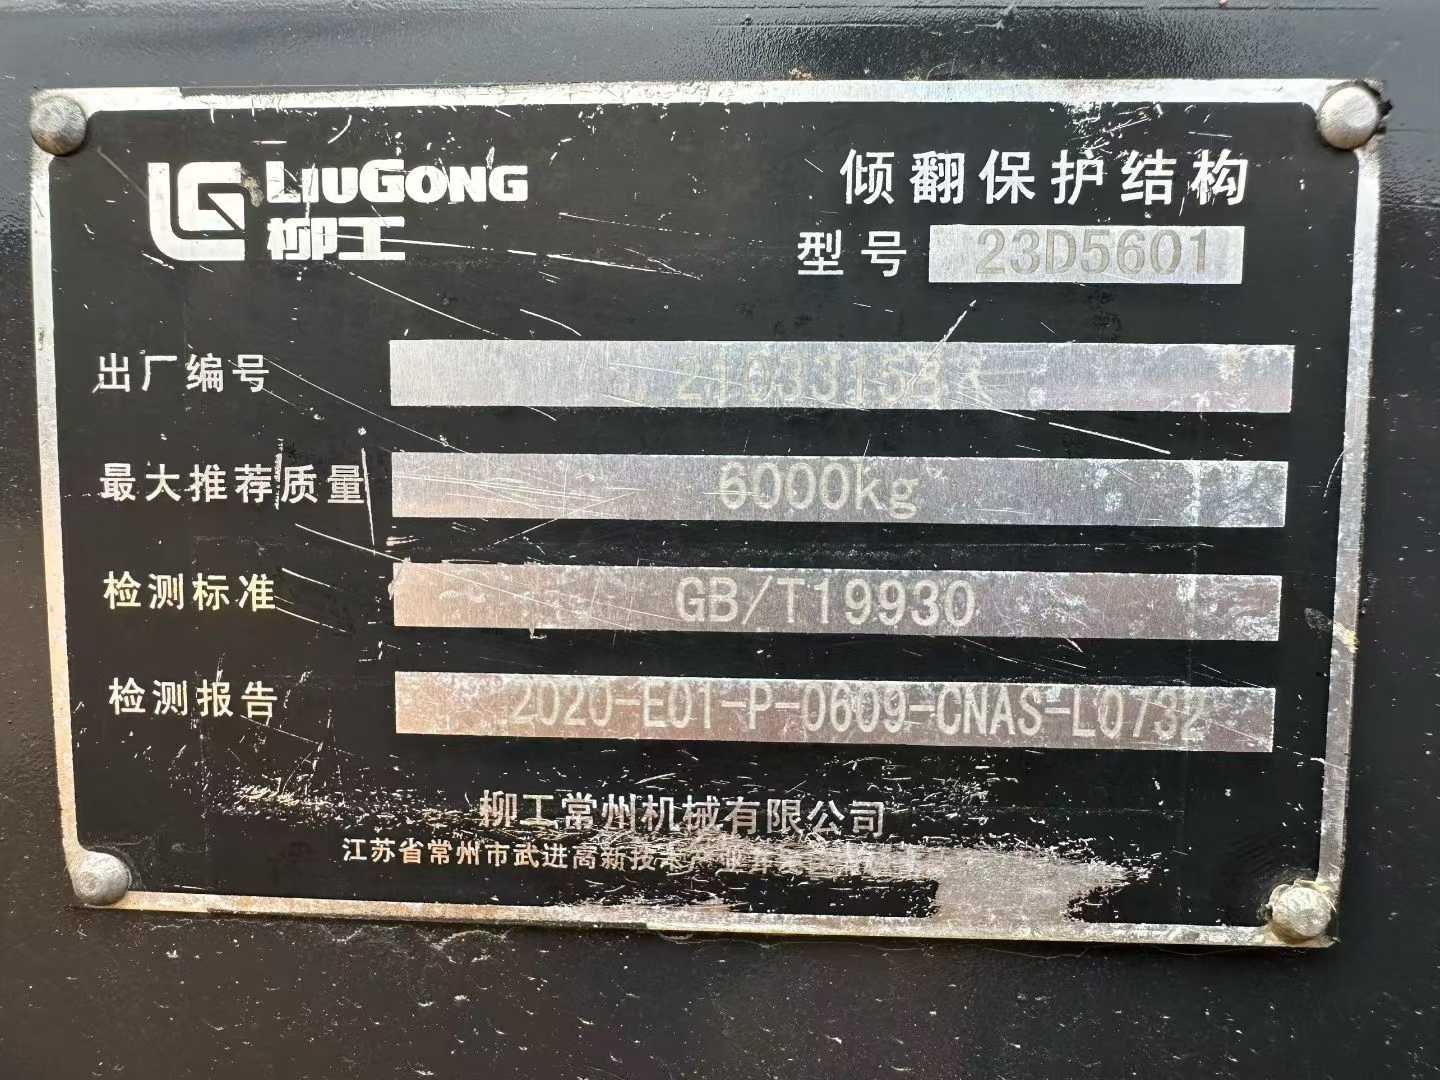 LIUGONG
柳工
倾翻保护结构
型号 23D5601
出厂编号 210331583
最大推荐质量 6000kg
检测标准 GB/T19930
检测报告 2020-E01-P-0609-CNAS-L0732
柳工常州机械有限公司
江苏省常州市武进高新技术产业